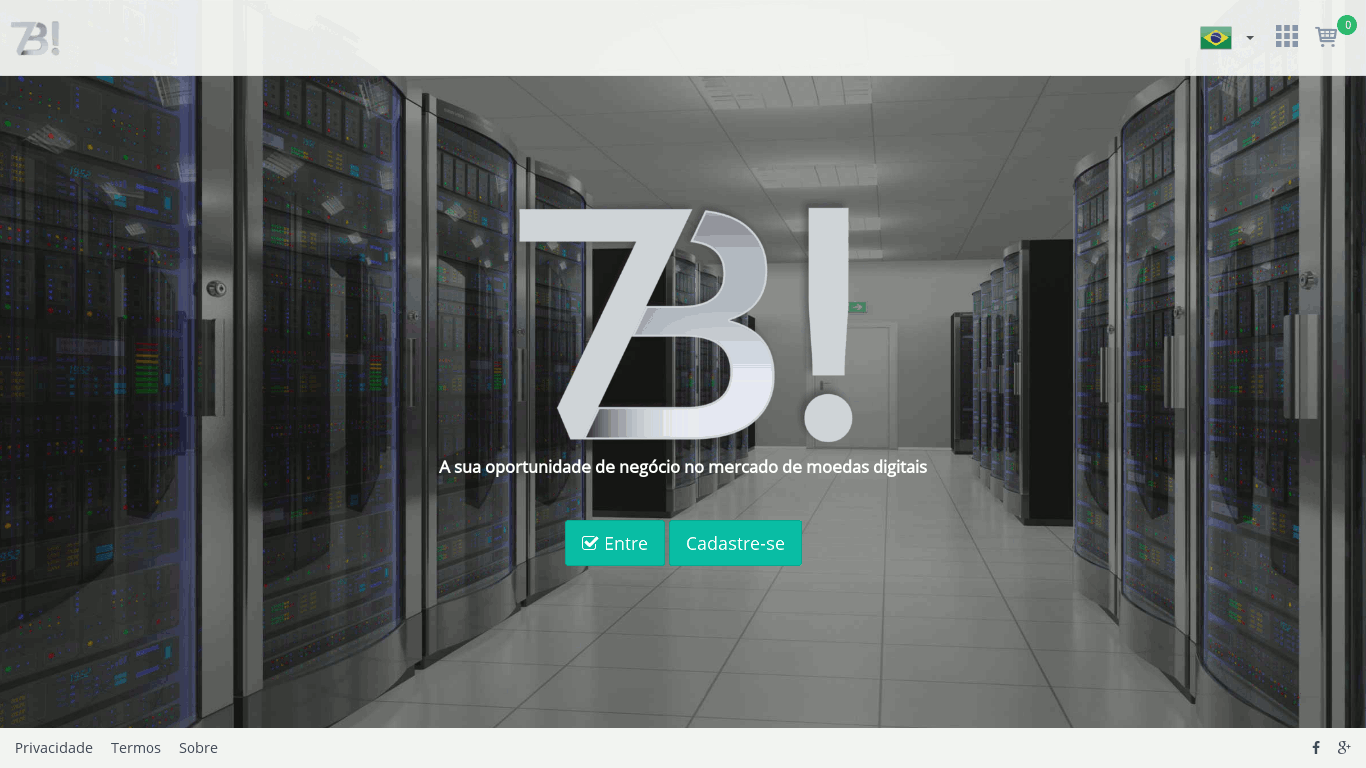 7B!
0
7B!
A sua oportunidade de negócio no mercado de moedas digitais
Entre
Cadastre-se
Privacidade Termos Sobre